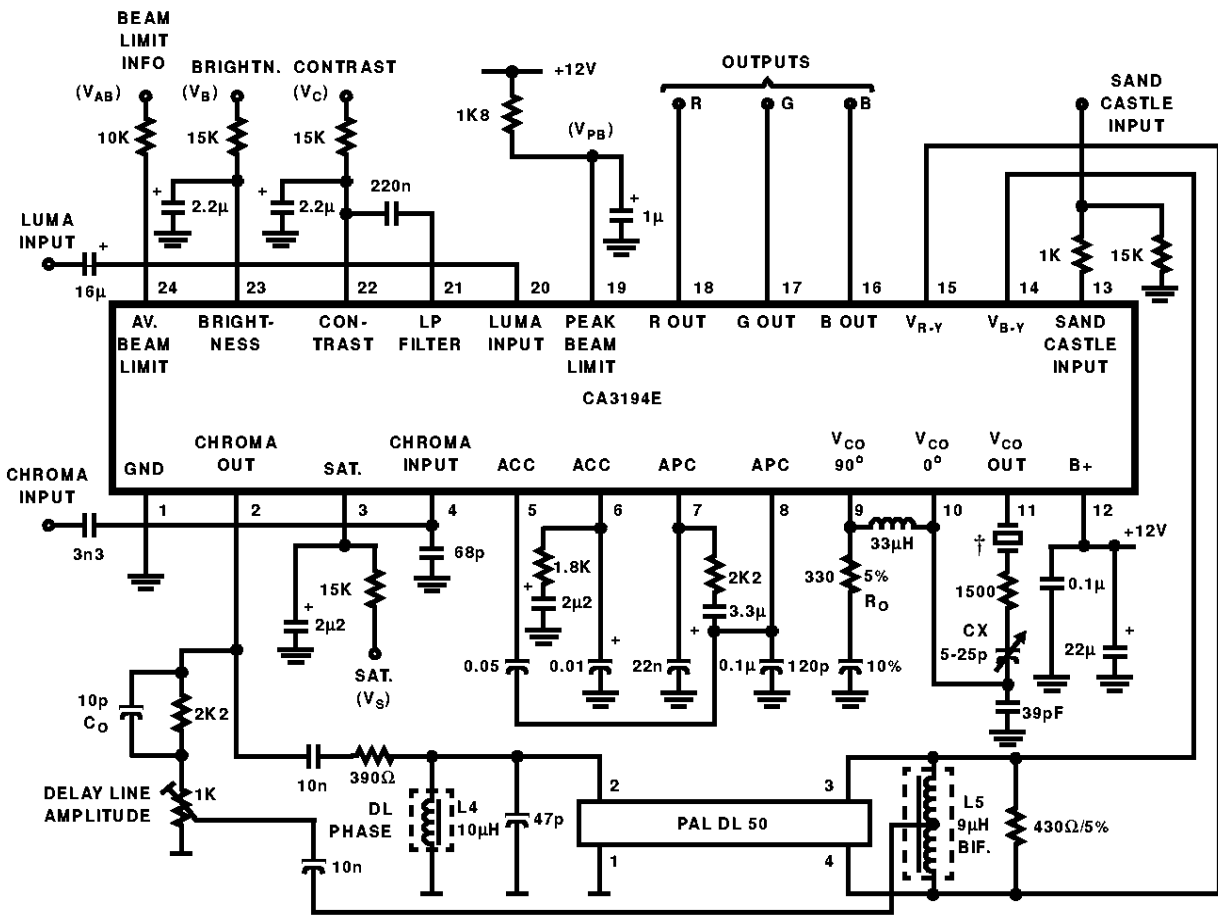 BEAM
LIMIT
INFO
BRIGHTN.
CONTRAST
(VAB)
(VB)
(VC)
10K
15K
15K
+
2.2µ
+
2.2µ
220n
+12V
1K8
(VPB)
+
1µ
OUTPUTS
R
G
B
SAND
CASTLE
INPUT
1K
15K
LUMA
INPUT
+
16µ
24
23
22
21
20
19
18
17
16
15
14
13
AV.
BEAM
LIMIT
BRIGHT-
NESS
CON-
TRAST
LP
FILTER
LUMA
INPUT
PEAK
BEAM
LIMIT
R OUT
G OUT
B OUT
VR-Y
VB-Y
SAND
CASTLE
INPUT
CA3194E
GND
CHROMA
OUT
SAT.
CHROMA
INPUT
ACC
ACC
APC
APC
VCO
90°
VCO
0°
VCO
OUT
B+
1
2
3
4
5
6
7
8
9
10
11
12
CHROMA
INPUT
3n3
68p
15K
+
2µ2
SAT.
(VS)
1.8K
+
2µ2
0.05
+
0.01
2K2
3.3µ
+
22n
0.1µ
33µH
330
5%
RO
120p
10%
†
1500
CX
5-25p
39pF
+12V
0.1µ
+
22µ
10p
CO
2K2
DELAY LINE
AMPLITUDE
1K
10n
390Ω
10n
DL
PHASE
L4
10µH
47p
2
3
PAL DL 50
1
4
L5
9µH
BIF.
430Ω/5%